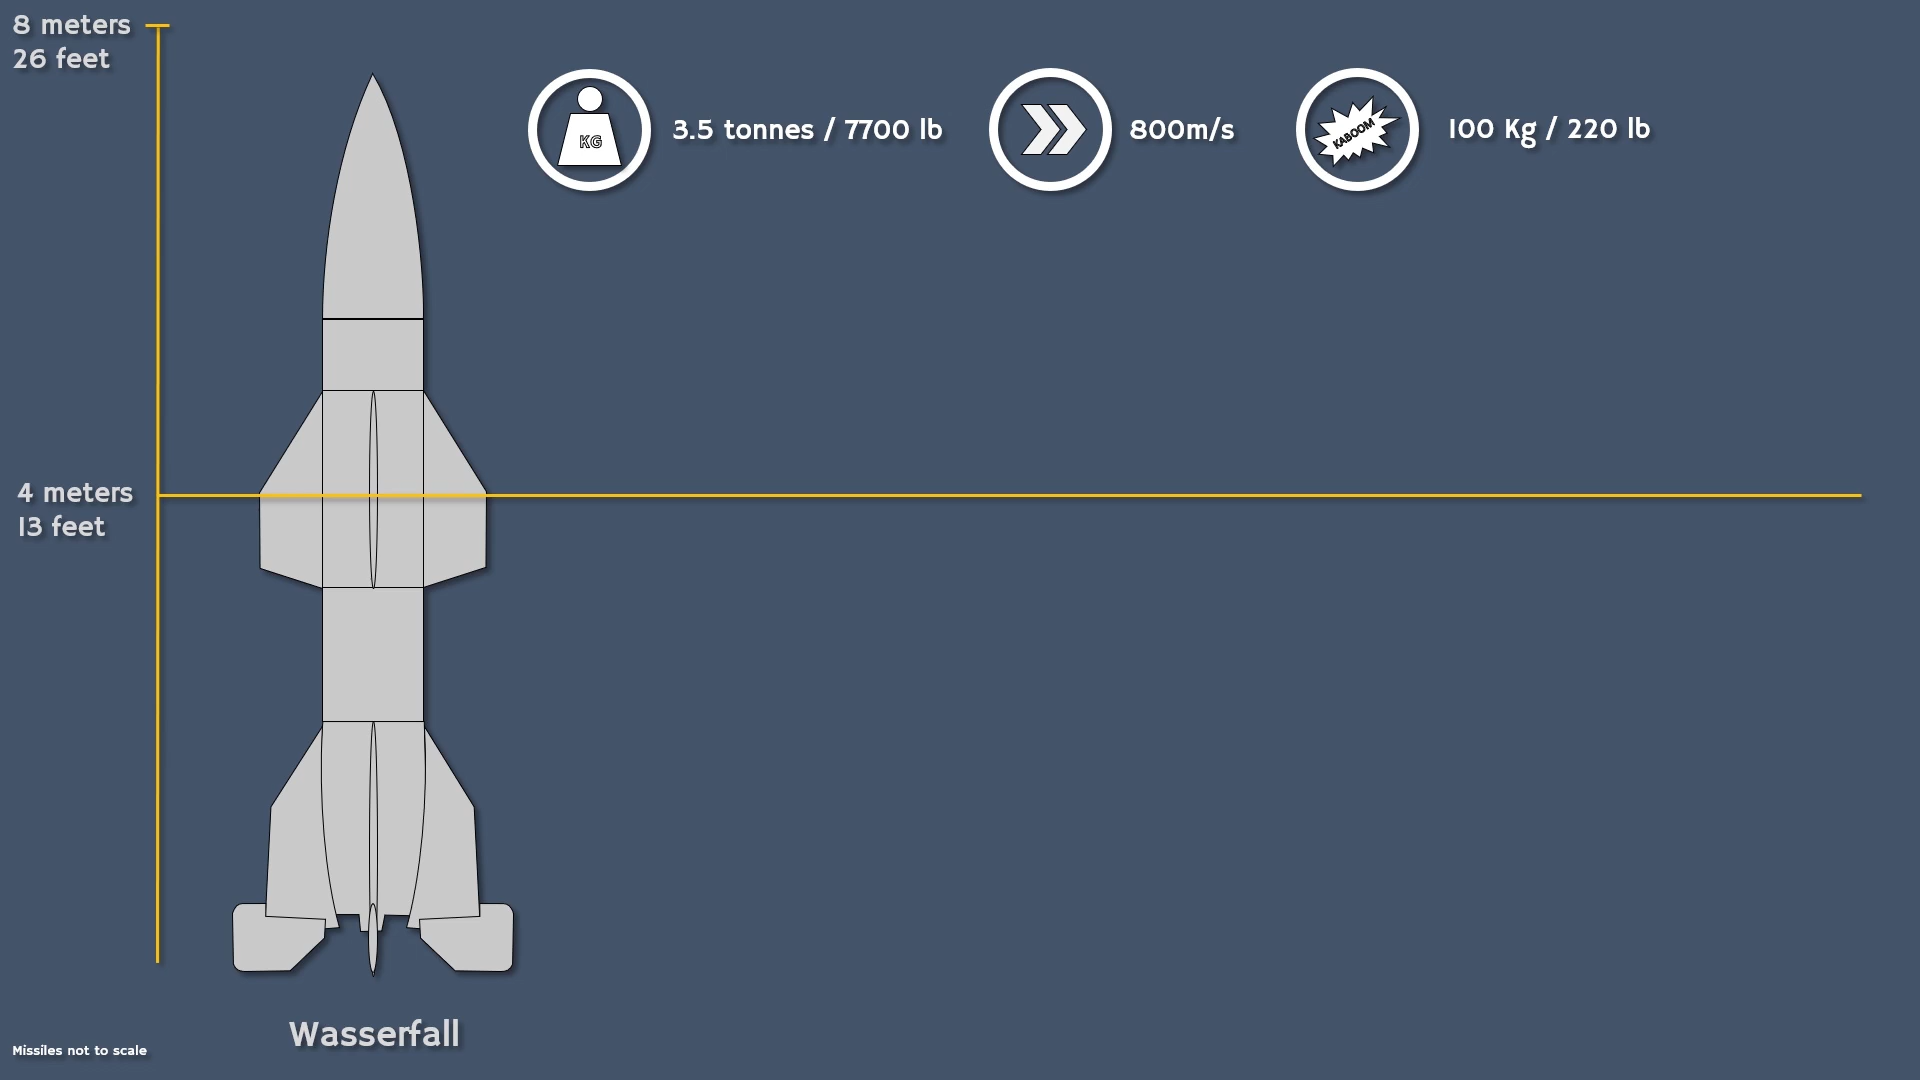 8 meters
26 feet
KG
3.5 tonnes / 7700 lb
800m/s
KABOOM
100 Kg / 220 lb
4 meters
13 feet
Wasserfall
Missiles not to scale